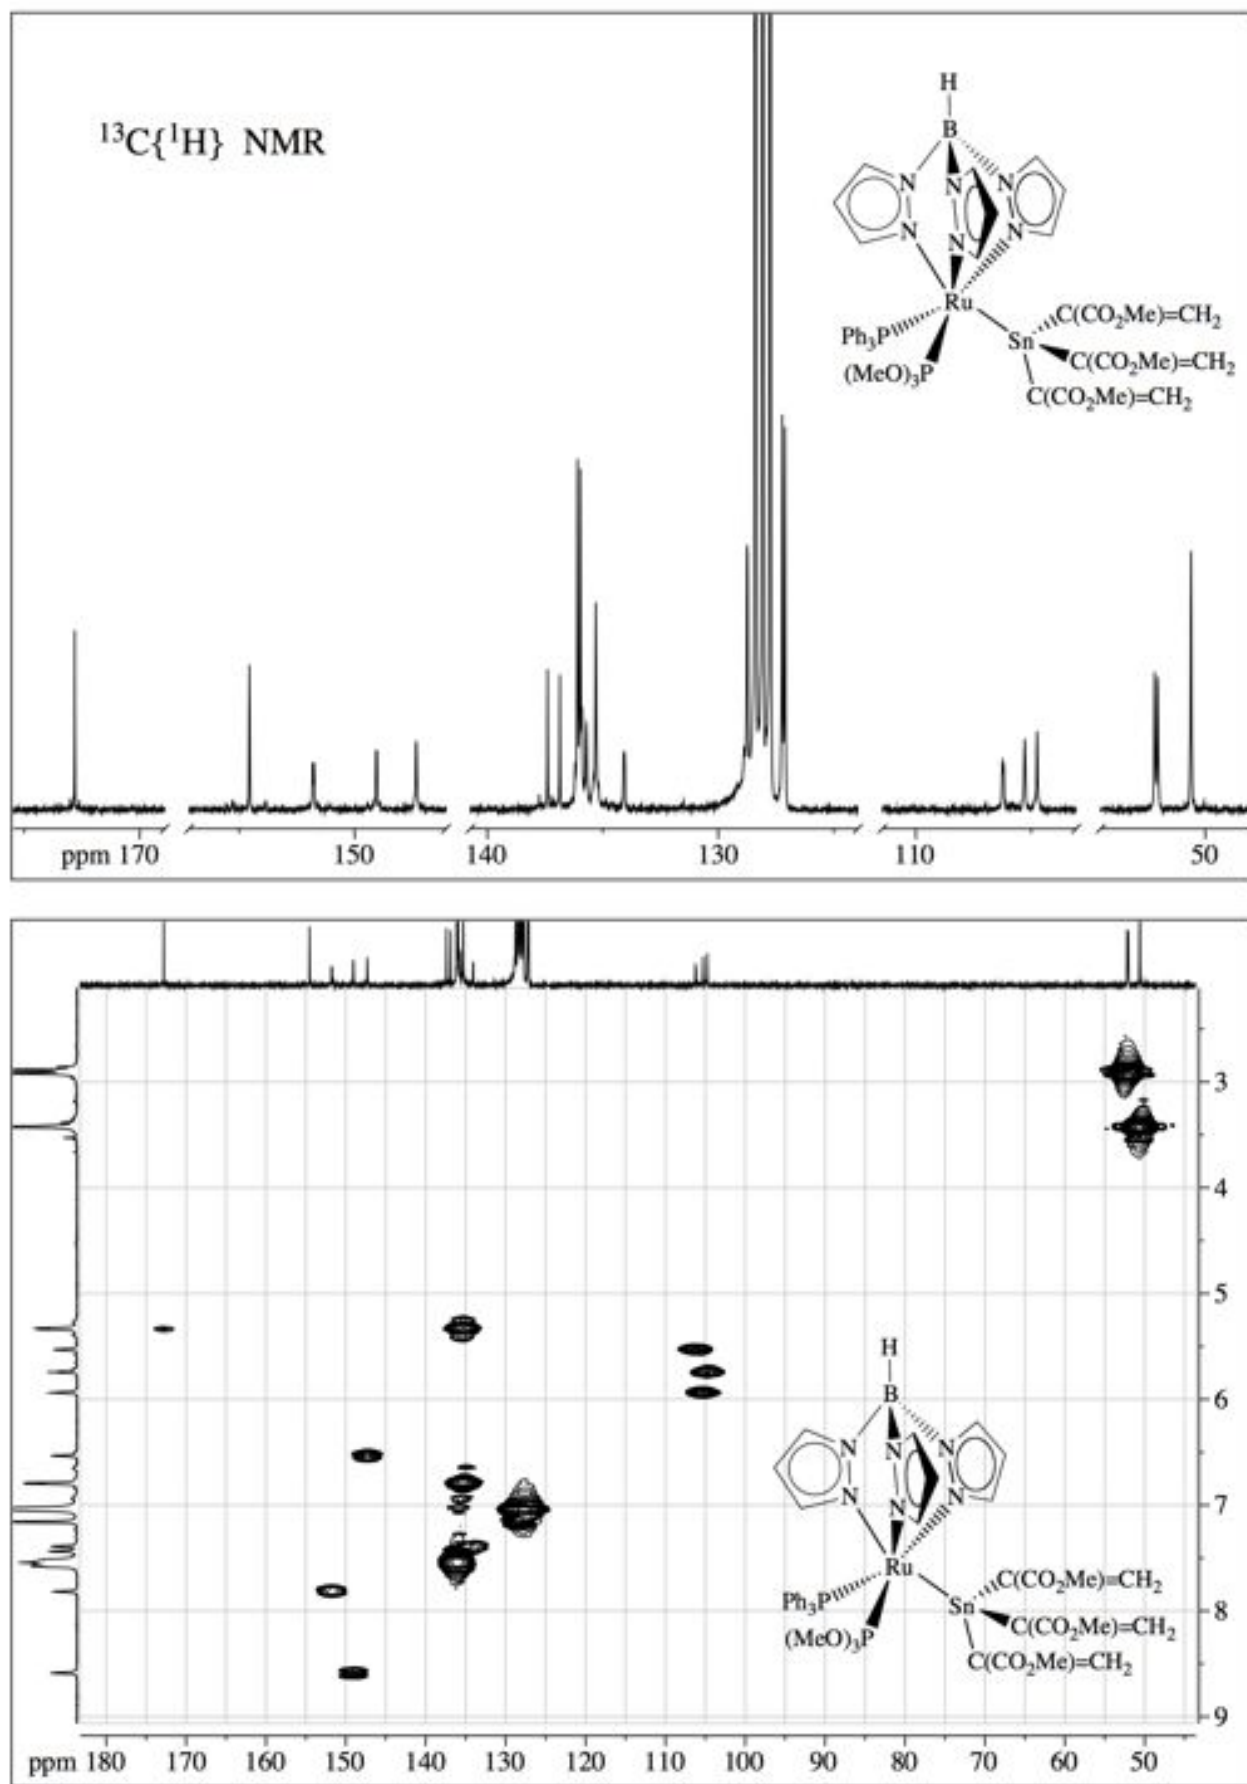 ¹³C{¹H} NMR
H
B
N N N
N N N
Ru
Ph₃P
(MeO)₃P
Sn
C(CO₂Me)=CH₂
C(CO₂Me)=CH₂
C(CO₂Me)=CH₂
ppm 170 150 140 130 110 50
3
4
5
6
7
8
9
H
B
N N N
N N N
Ru
Ph₃P
(MeO)₃P
Sn
C(CO₂Me)=CH₂
C(CO₂Me)=CH₂
C(CO₂Me)=CH₂
ppm 180 170 160 150 140 130 120 110 100 90 80 70 60 50